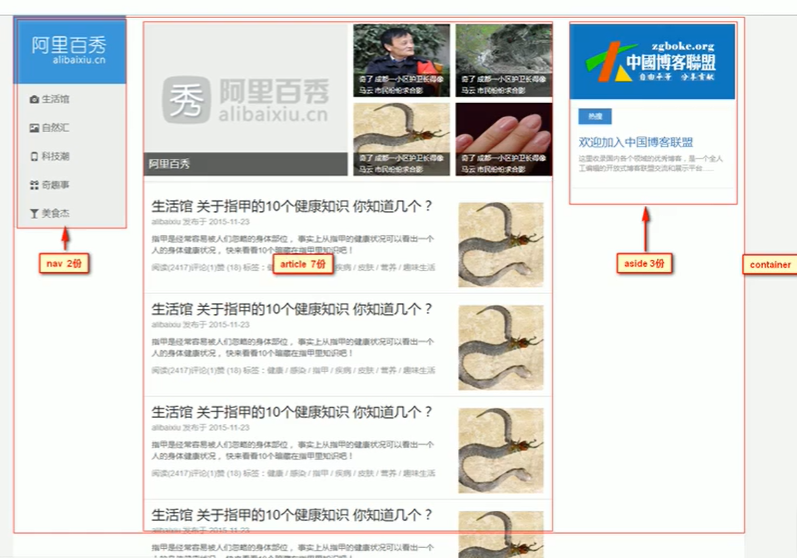 阿里百秀
alibaixiu.cn
生活馆
自然汇
科技潮
奇趣事
美食杰
nav 2份
秀 阿里百秀
alibaixiu.cn
阿里百秀
奇了 成都一小区护卫长得像
马云 市民纷纷求合影
奇了 成都一小区护卫长得像
马云 市民纷纷求合影
奇了 成都一小区护卫长得像
马云 市民纷纷求合影
奇了 成都一小区护卫长得像
马云 市民纷纷求合影
生活馆 关于指甲的10个健康知识 你知道几个？
alibaixiu 发布于 2015-11-23
指甲是经常容易被人们忽略的身体部位， 事实上从指甲的健康状况可以看出一个
人的身体健康状况， 快来看看10个暗藏在指甲里知识吧！
阅读(2417)评论(1)赞 (18) 标签：
article 7份
疾病 / 皮肤 / 营养 / 趣味生活
生活馆 关于指甲的10个健康知识 你知道几个？
alibaixiu 发布于 2015-11-23
指甲是经常容易被人们忽略的身体部位， 事实上从指甲的健康状况可以看出一个
人的身体健康状况， 快来看看10个暗藏在指甲里知识吧！
阅读(2417)评论(1)赞 (18) 标签：健康 / 感染 / 指甲 / 疾病 / 皮肤 / 营养 / 趣味生活
生活馆 关于指甲的10个健康知识 你知道几个？
alibaixiu 发布于 2015-11-23
指甲是经常容易被人们忽略的身体部位， 事实上从指甲的健康状况可以看出一个
人的身体健康状况， 快来看看10个暗藏在指甲里知识吧！
阅读(2417)评论(1)赞 (18) 标签：健康 / 感染 / 指甲 / 疾病 / 皮肤 / 营养 / 趣味生活
生活馆 关于指甲的10个健康知识 你知道几个？
alibaixiu 发布于 2015-11-23
指甲是经常容易被人们忽略的身体部位， 事实上从指甲的健康状况可以看出一个
zgboke.org
中國博客聯盟
自由平等 分享貢獻
热搜
欢迎加入中国博客联盟
这里收录国内各个领域的优秀博客，是一个全人
工编辑的开放式博客联盟交流和展示平台......
aside 3份
container